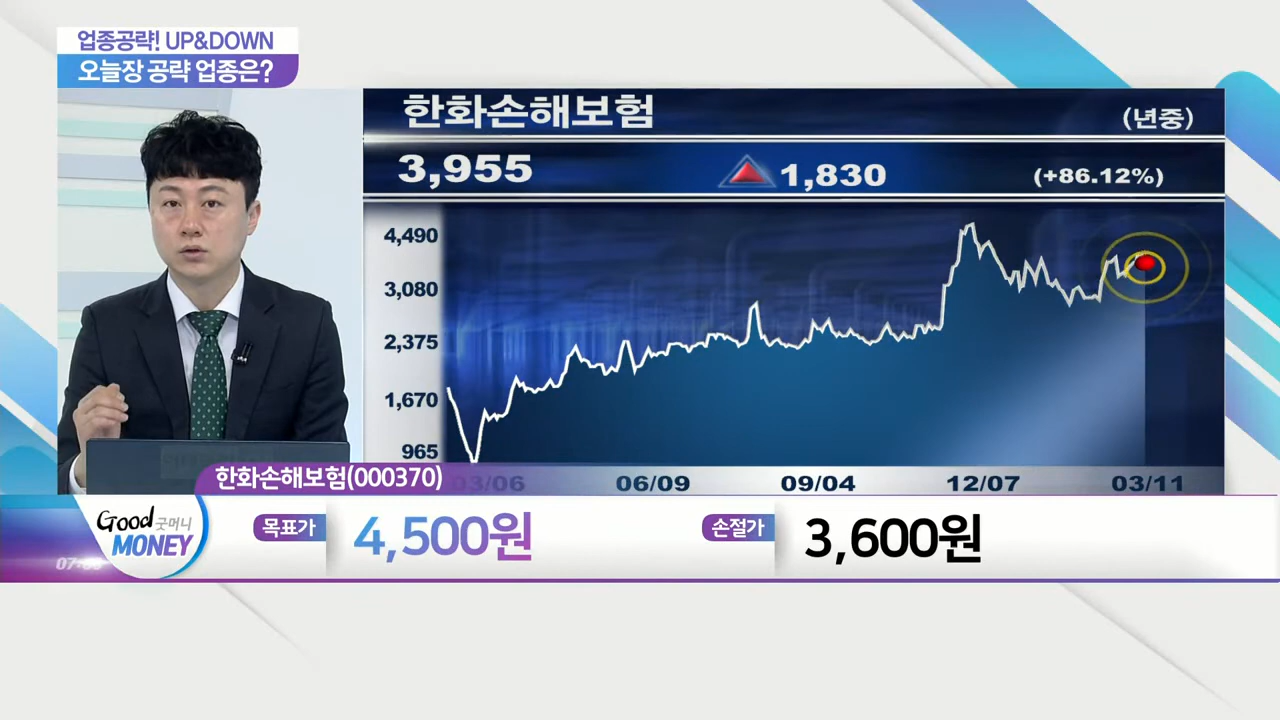 업종공략! UP&DOWN
오늘장 공략 업종은?
한화손해보험
(년중)
3,955
1,830
(+86.12%)
4,490
3,080
2,375
1,670
965
03/06
06/09
09/04
12/07
03/11
한화손해보험(000370)
Good 굿머니
MONEY
목표가
4,500원
손절가
3,600원